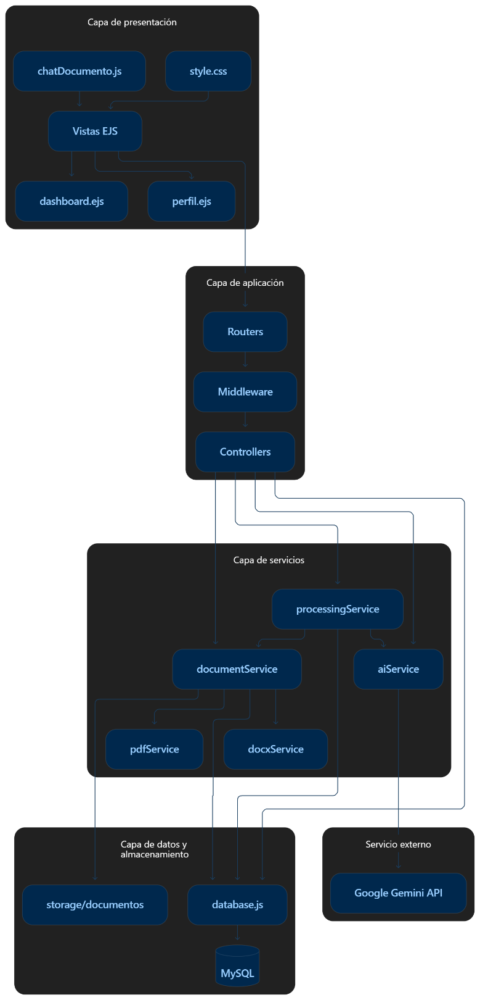 Capa de presentación
chatDocumento.js
style.css
Vistas EJS
dashboard.ejs
perfil.ejs
Capa de aplicación
Routers
Middleware
Controllers
Capa de servicios
processingService
documentService
aiService
pdfService
docxService
Capa de datos y
almacenamiento
Servicio externo
storage/documentos
database.js
Google Gemini API
MySQL